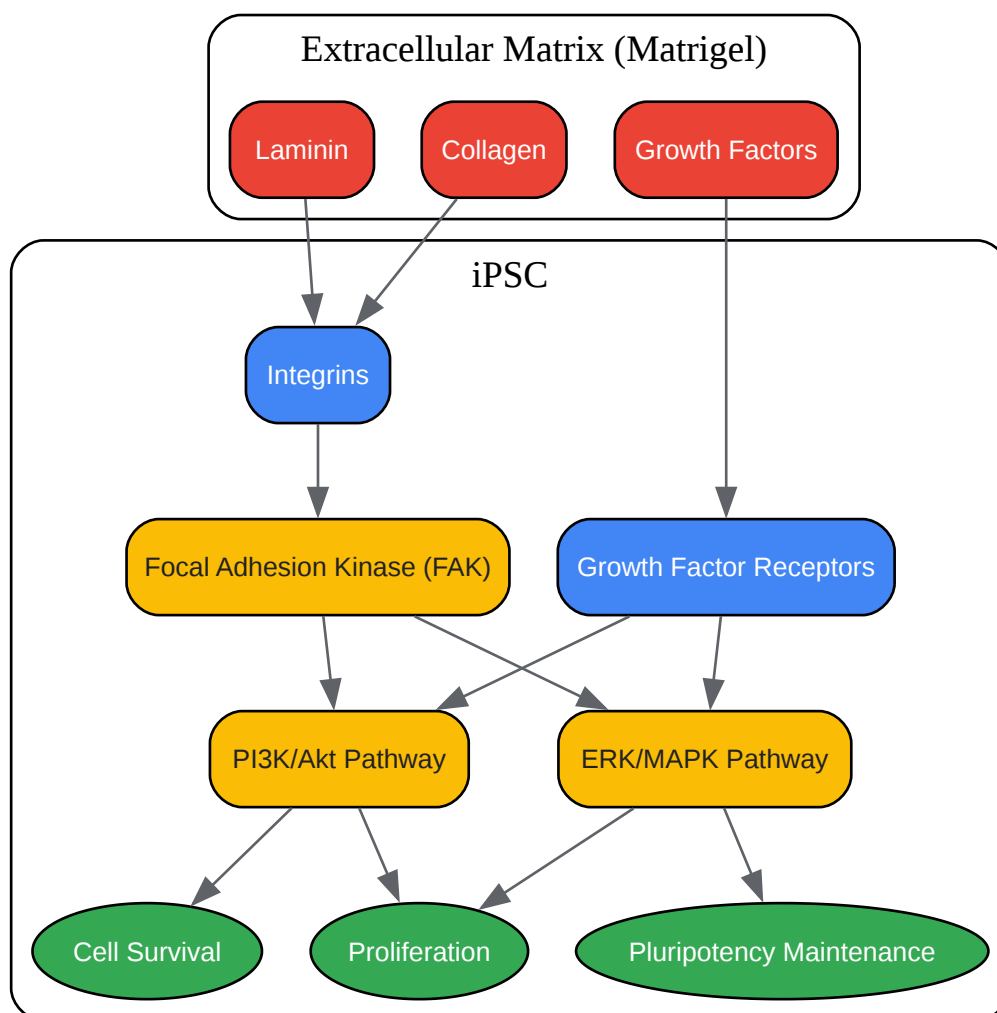 Extracellular Matrix (Matrigel)
Laminin
Collagen
Growth Factors
iPSC
Integrins
Focal Adhesion Kinase (FAK)
Growth Factor Receptors
PI3K/Akt Pathway
ERK/MAPK Pathway
Cell Survival
Proliferation
Pluripotency Maintenance